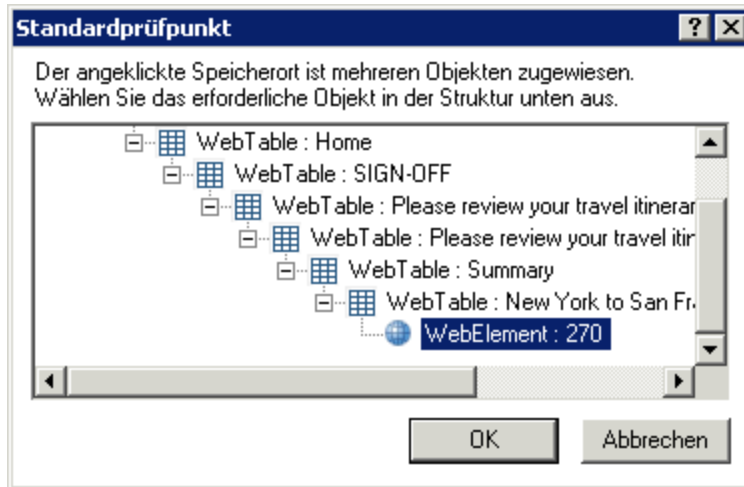 Standardprüfpunkt
Der angeklickte Speicherort ist mehreren Objekten zugewiesen.
Wählen Sie das erforderliche Objekt in der Struktur unten aus.
WebTable : Home
WebTable : SIGN-OFF
WebTable : Please review your travel itinerar
WebTable : Please review your travel itir
WebTable : Summary
WebTable : New York to San Fr
WebElement : 270
OK
Abbrechen